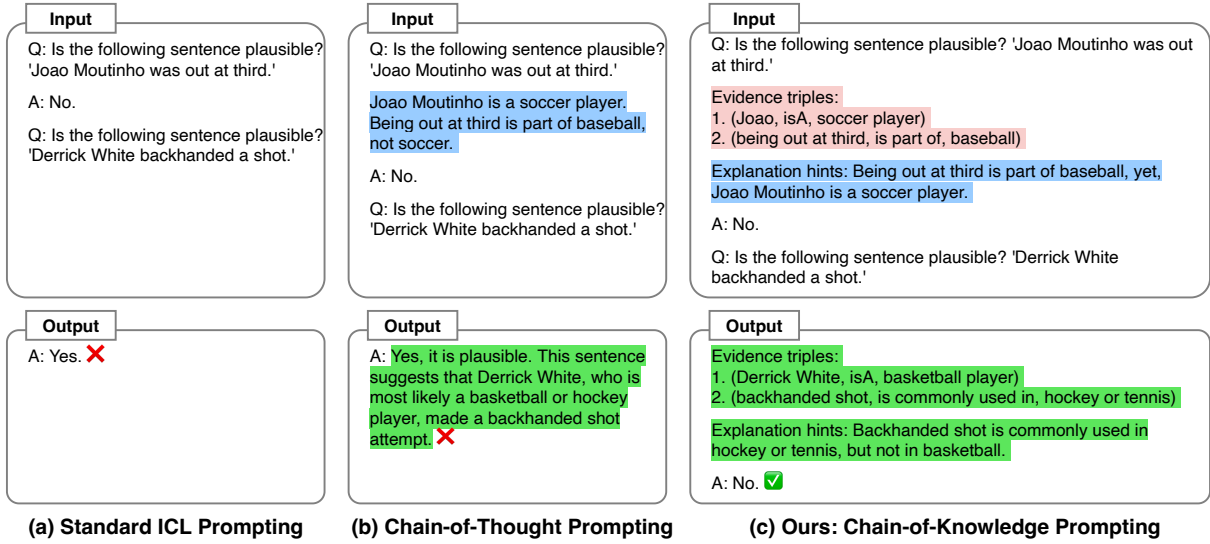 Input
Q: Is the following sentence plausible?
'Joao Moutinho was out at third.'
A: No.
Q: Is the following sentence plausible?
'Derrick White backhanded a shot.'
Output
A: Yes.
(a) Standard ICL Prompting
Input
Q: Is the following sentence plausible?
'Joao Moutinho was out at third.'
Joao Moutinho is a soccer player.
Being out at third is part of baseball,
not soccer.
A: No.
Q: Is the following sentence plausible?
'Derrick White backhanded a shot.'
Output
A: Yes, it is plausible. This sentence
suggests that Derrick White, who is
most likely a basketball or hockey
player, made a backhanded shot
attempt.
(b) Chain-of-Thought Prompting
Input
Q: Is the following sentence plausible? 'Joao Moutinho was out
at third.'
Evidence triples:
1. (Joao, isA, soccer player)
2. (being out at third, is part of, baseball)
Explanation hints: Being out at third is part of baseball, yet,
Joao Moutinho is a soccer player.
A: No.
Q: Is the following sentence plausible? 'Derrick White
backhanded a shot.'
Output
Evidence triples:
1. (Derrick White, isA, basketball player)
2. (backhanded shot, is commonly used in, hockey or tennis)
Explanation hints: Backhanded shot is commonly used in
hockey or tennis, but not in basketball.
A: No.
(c) Ours: Chain-of-Knowledge Prompting